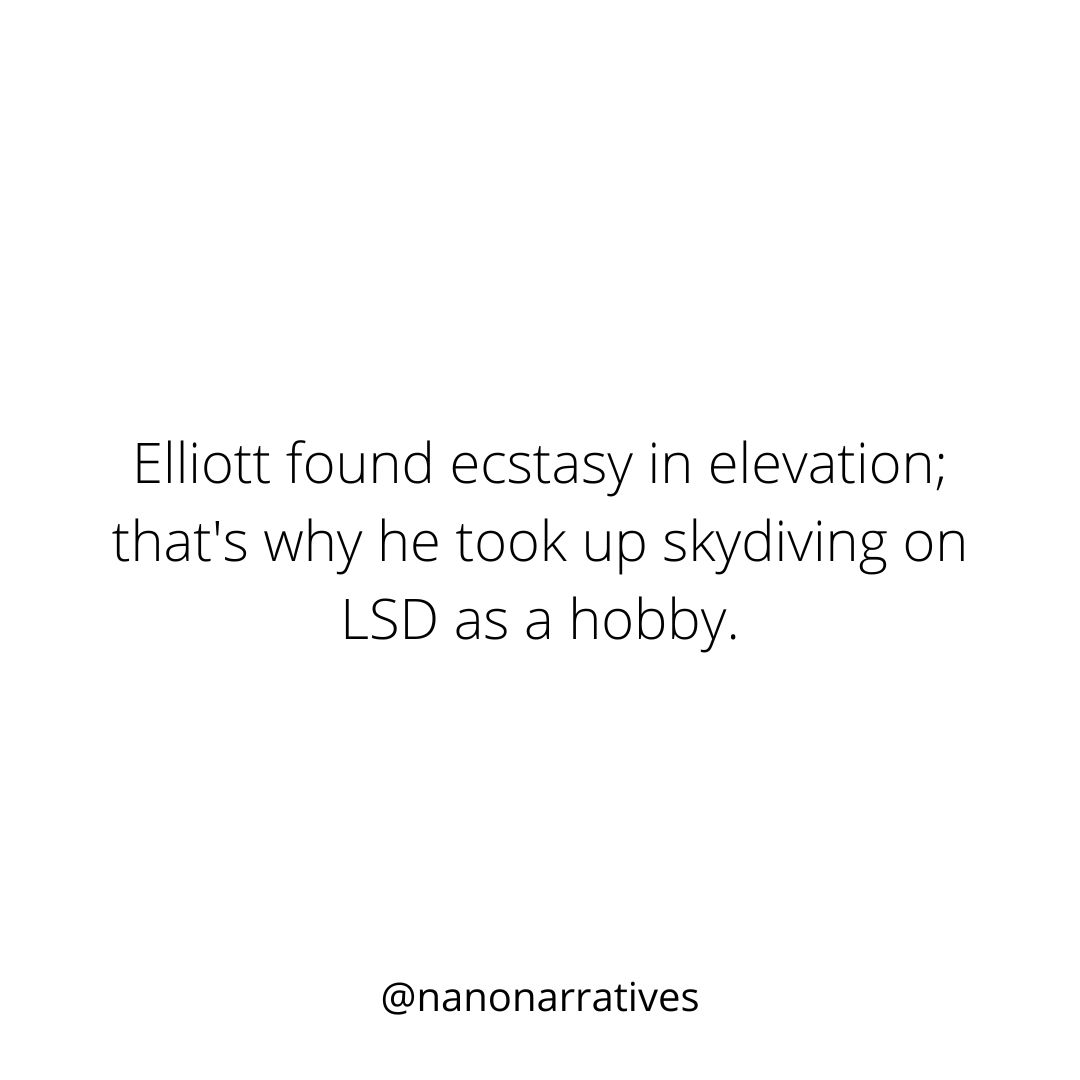 Elliott found ecstasy in elevation;
that's why he took up skydiving on
LSD as a hobby.
@nanonarratives